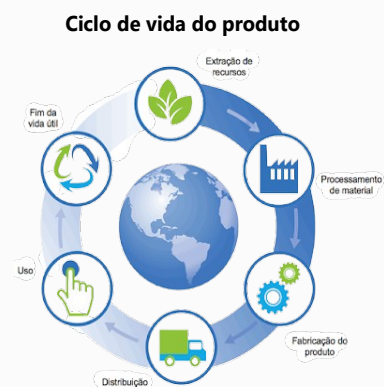 Ciclo de vida do produto
Extração de
recursos
Processamento
de material
Fabricação do
produto
Distribuição
Uso
Fim da
vida útil